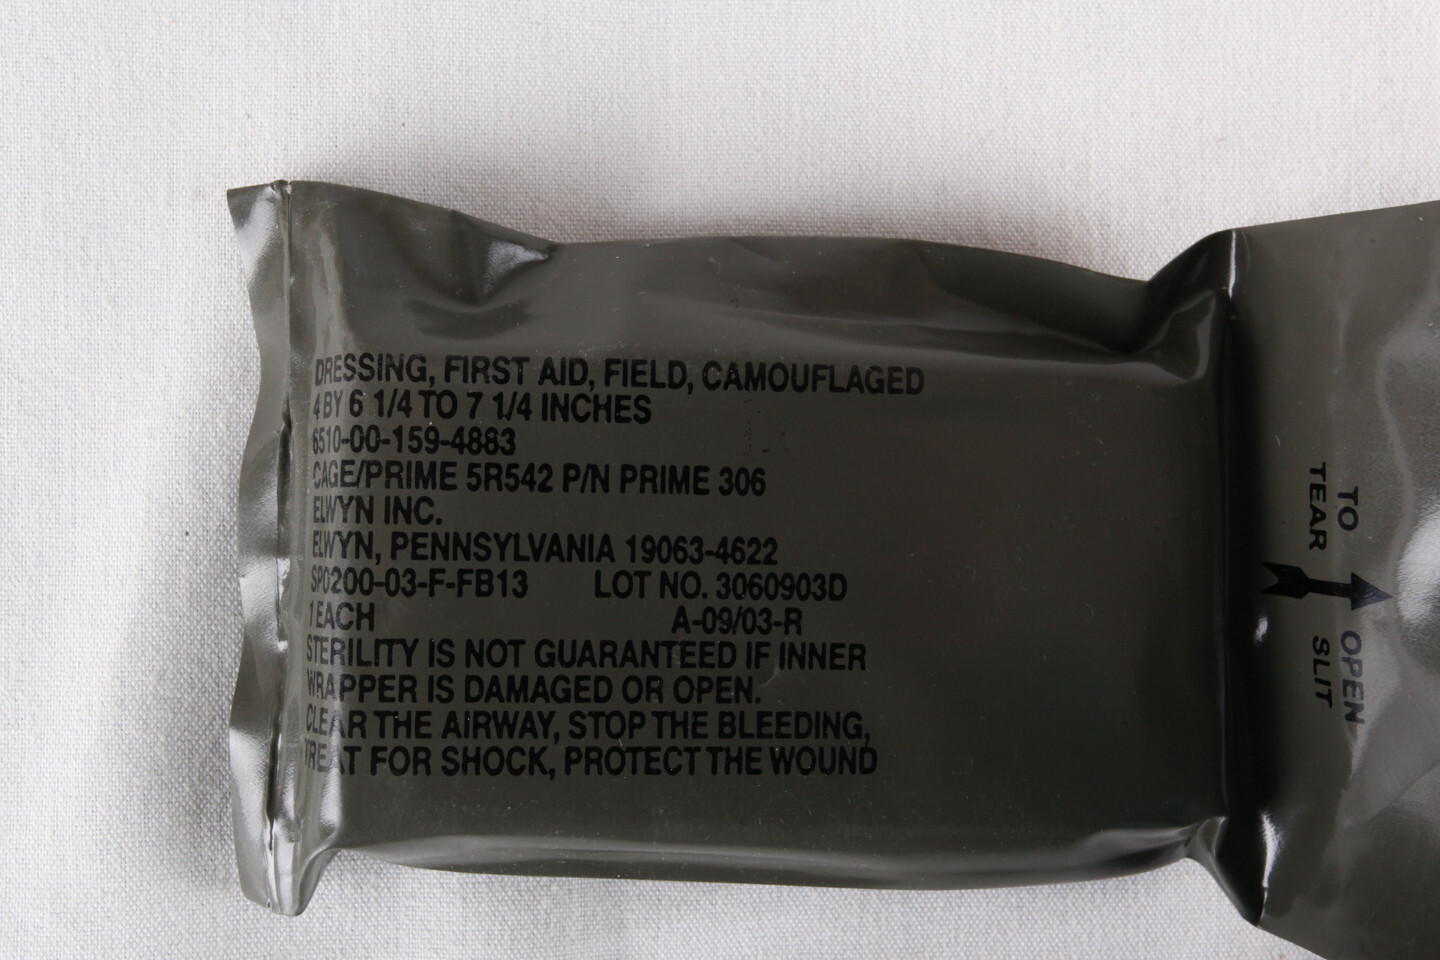 DRESSING, FIRST AID, FIELD, CAMOUFLAGED
4 BY 6 1/4 TO 7 1/4 INCHES
6510-00-159-4883
CAGE/PRIME 5R542 P/N PRIME 306
ELWYN INC.
ELWYN, PENNSYLVANIA 19063-4622
SP0200-03-F-FB13 LOT NO. 3060903D
1 EACH A-09/03-R
STERILITY IS NOT GUARANTEED IF INNER
WRAPPER IS DAMAGED OR OPEN.
CLEAR THE AIRWAY, STOP THE BLEEDING,
TREAT FOR SHOCK, PROTECT THE WOUND
TO OPEN
TEAR SLIT